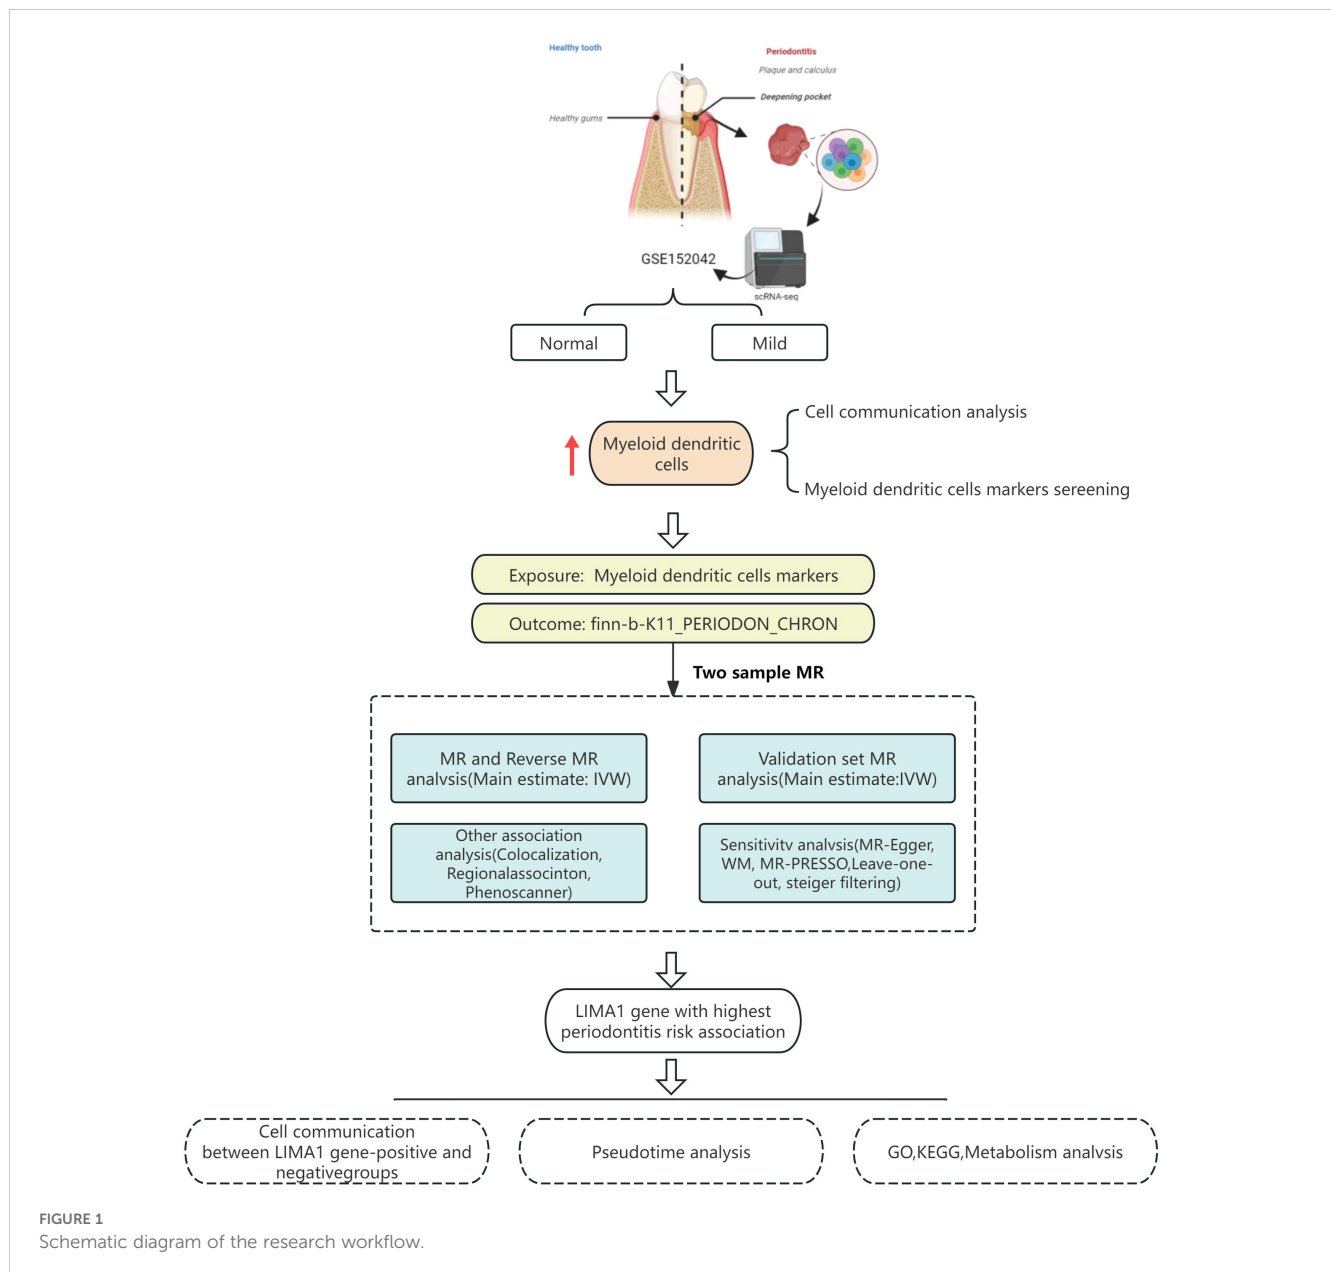 Healthy tooth
Periodontitis
Plaque and calculus
Deepening pocket
Healthy gums
GSE152042
scRNA-seq
Normal
Mild
Myeloid dendritic
cells
Cell communication analysis
Myeloid dendritic cells markers sereening
Exposure:  Myeloid dendritic cells markers
Outcome: finn-b-K11_PERIODON_CHRON
Two sample MR
MR and Reverse MR
analvsis(Main estimate: IVW)
Validation set MR
analysis(Main estimate:IVW)
Other association
analysis(Colocalization,
Regionalassocinton,
Phenoscanner)
Sensitivitv analvsis(MR-Egger,
WM, MR-PRESSO,Leave-one-
out, steiger filtering)
LIMA1 gene with highest
periodontitis risk association
Cell communication
between LIMA1 gene-positive and
negativegroups
Pseudotime analysis
GO,KEGG,Metabolism analvsis
FIGURE 1
Schematic diagram of the research workflow.